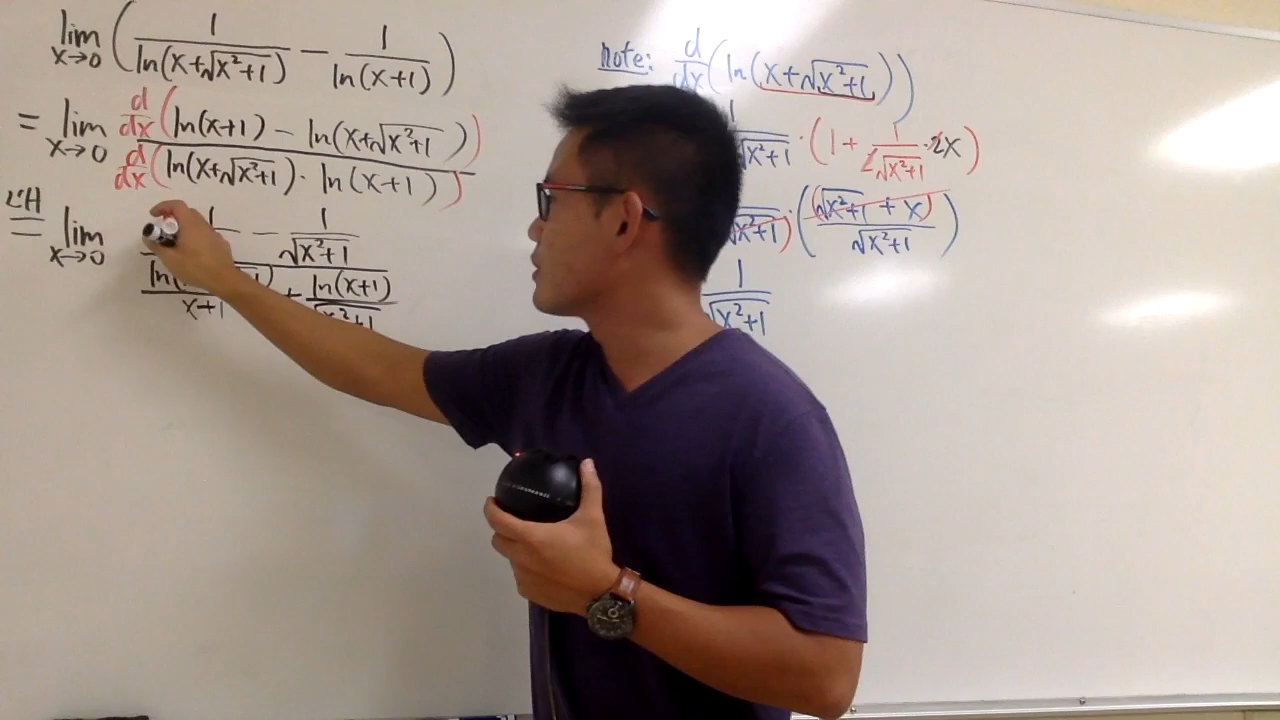 lim x→0 ( 1 / ln(x+√x²+1) − 1 / ln(x+1) )
= lim x→0 d/dx ( ln(x+1) − ln(x+√x²+1) ) / d/dx ( ln(x+√x²+1) · ln(x+1) )
L'H = lim x→0 1 − 1 / √x²+1
ln( 1) / x+1 + ln(x+1) / √x²+1
note: d/dx ( ln(x+√x²+1) )
1 / √x²+1 · (1 + 1 / 2√x²+1 · 2x)
√x²+1) · ( (√x²+1 + x) / √x²+1 )
1 / √x²+1